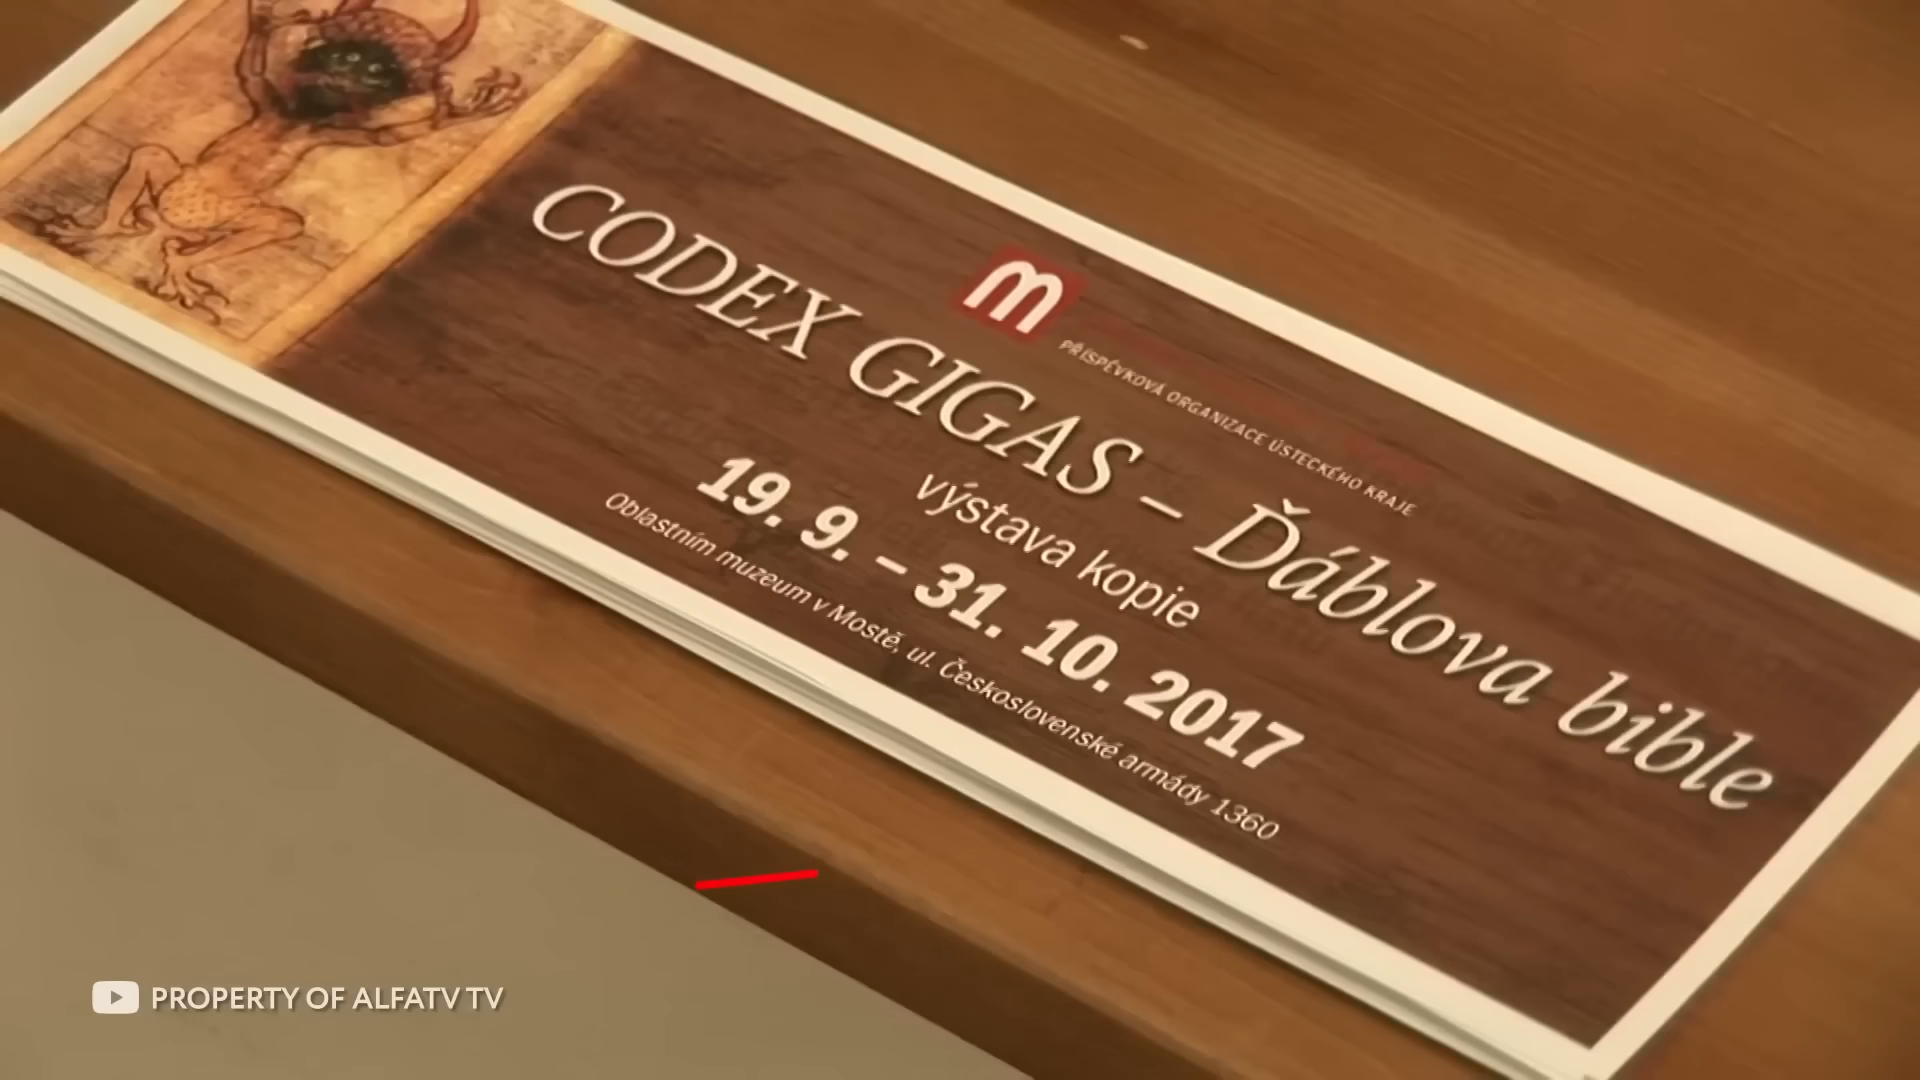 m
PŘÍSPĚVKOVÁ ORGANIZACE ÚSTECKÉHO KRAJE
CODEX GIGAS – Ďáblova bible
výstava kopie
19. 9. – 31. 10. 2017
Oblastním muzeum v Mostě, ul. Československé armády 1360
PROPERTY OF ALFATV TV